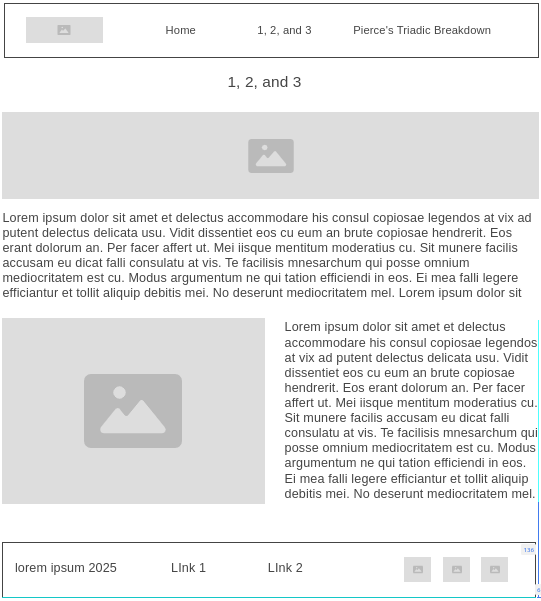 Home 1, 2, and 3 Pierce's Triadic Breakdown
1, 2, and 3
Lorem ipsum dolor sit amet et delectus accommodare his consul copiosae legendos at vix ad
putent delectus delicata usu. Vidit dissentiet eos cu eum an brute copiosae hendrerit. Eos
erant dolorum an. Per facer affert ut. Mei iisque mentitum moderatius cu. Sit munere facilis
accusam eu dicat falli consulatu at vis. Te facilisis mnesarchum qui posse omnium
mediocritatem est cu. Modus argumentum ne qui tation efficiendi in eos. Ei mea falli legere
efficiantur et tollit aliquip debitis mei. No deserunt mediocritatem mel. Lorem ipsum dolor sit
Lorem ipsum dolor sit amet et delectus
accommodare his consul copiosae legendos
at vix ad putent delectus delicata usu. Vidit
dissentiet eos cu eum an brute copiosae
hendrerit. Eos erant dolorum an. Per facer
affert ut. Mei iisque mentitum moderatius cu.
Sit munere facilis accusam eu dicat falli
consulatu at vis. Te facilisis mnesarchum qui
posse omnium mediocritatem est cu. Modus
argumentum ne qui tation efficiendi in eos.
Ei mea falli legere efficiantur et tollit aliquip
debitis mei. No deserunt mediocritatem mel.
136
lorem ipsum 2025 LInk 1 LInk 2